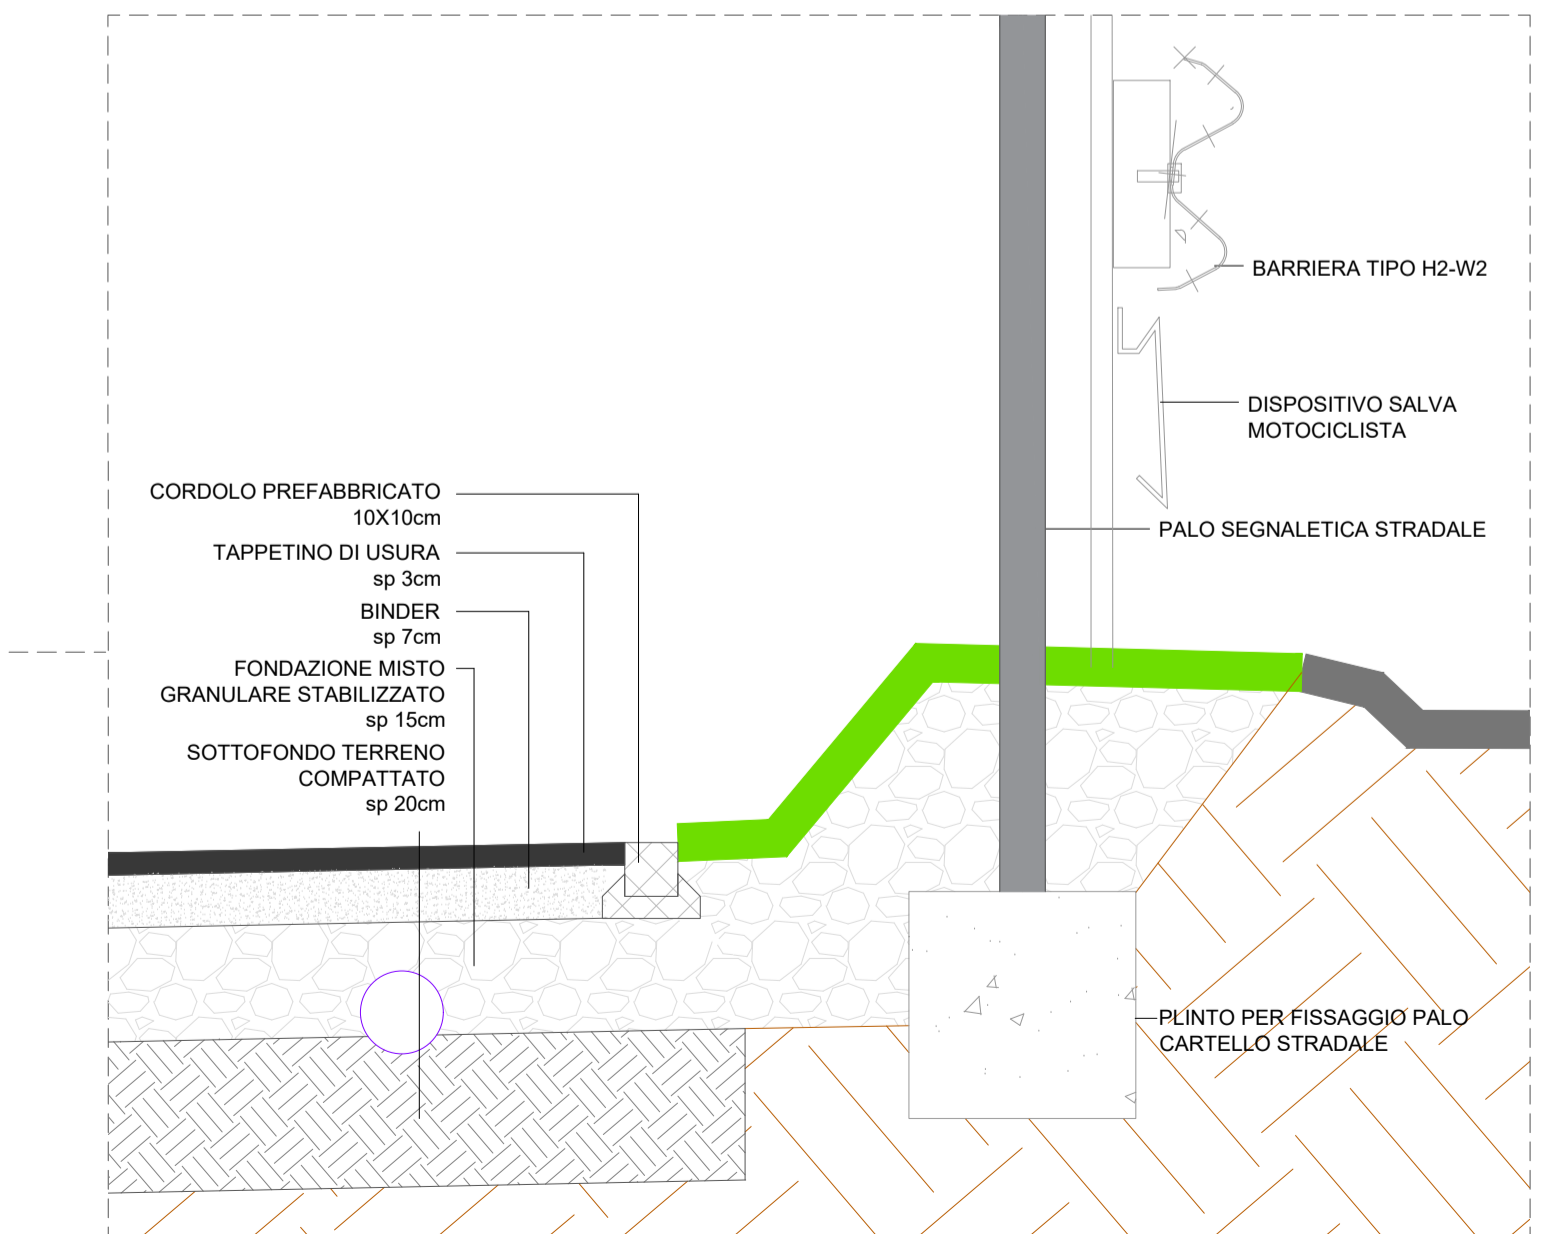 BARRIERA TIPO H2-W2
DISPOSITIVO SALVA
MOTOCICLISTA
CORDOLO PREFABBRICATO
10X10cm
PALO SEGNALETICA STRADALE
TAPPETINO DI USURA
sp 3cm
BINDER
sp 7cm
FONDAZIONE MISTO
GRANULARE STABILIZZATO
sp 15cm
SOTTOFONDO TERRENO
COMPATTATO
sp 20cm
PLINTO PER FISSAGGIO PALO
CARTELLO STRADALE